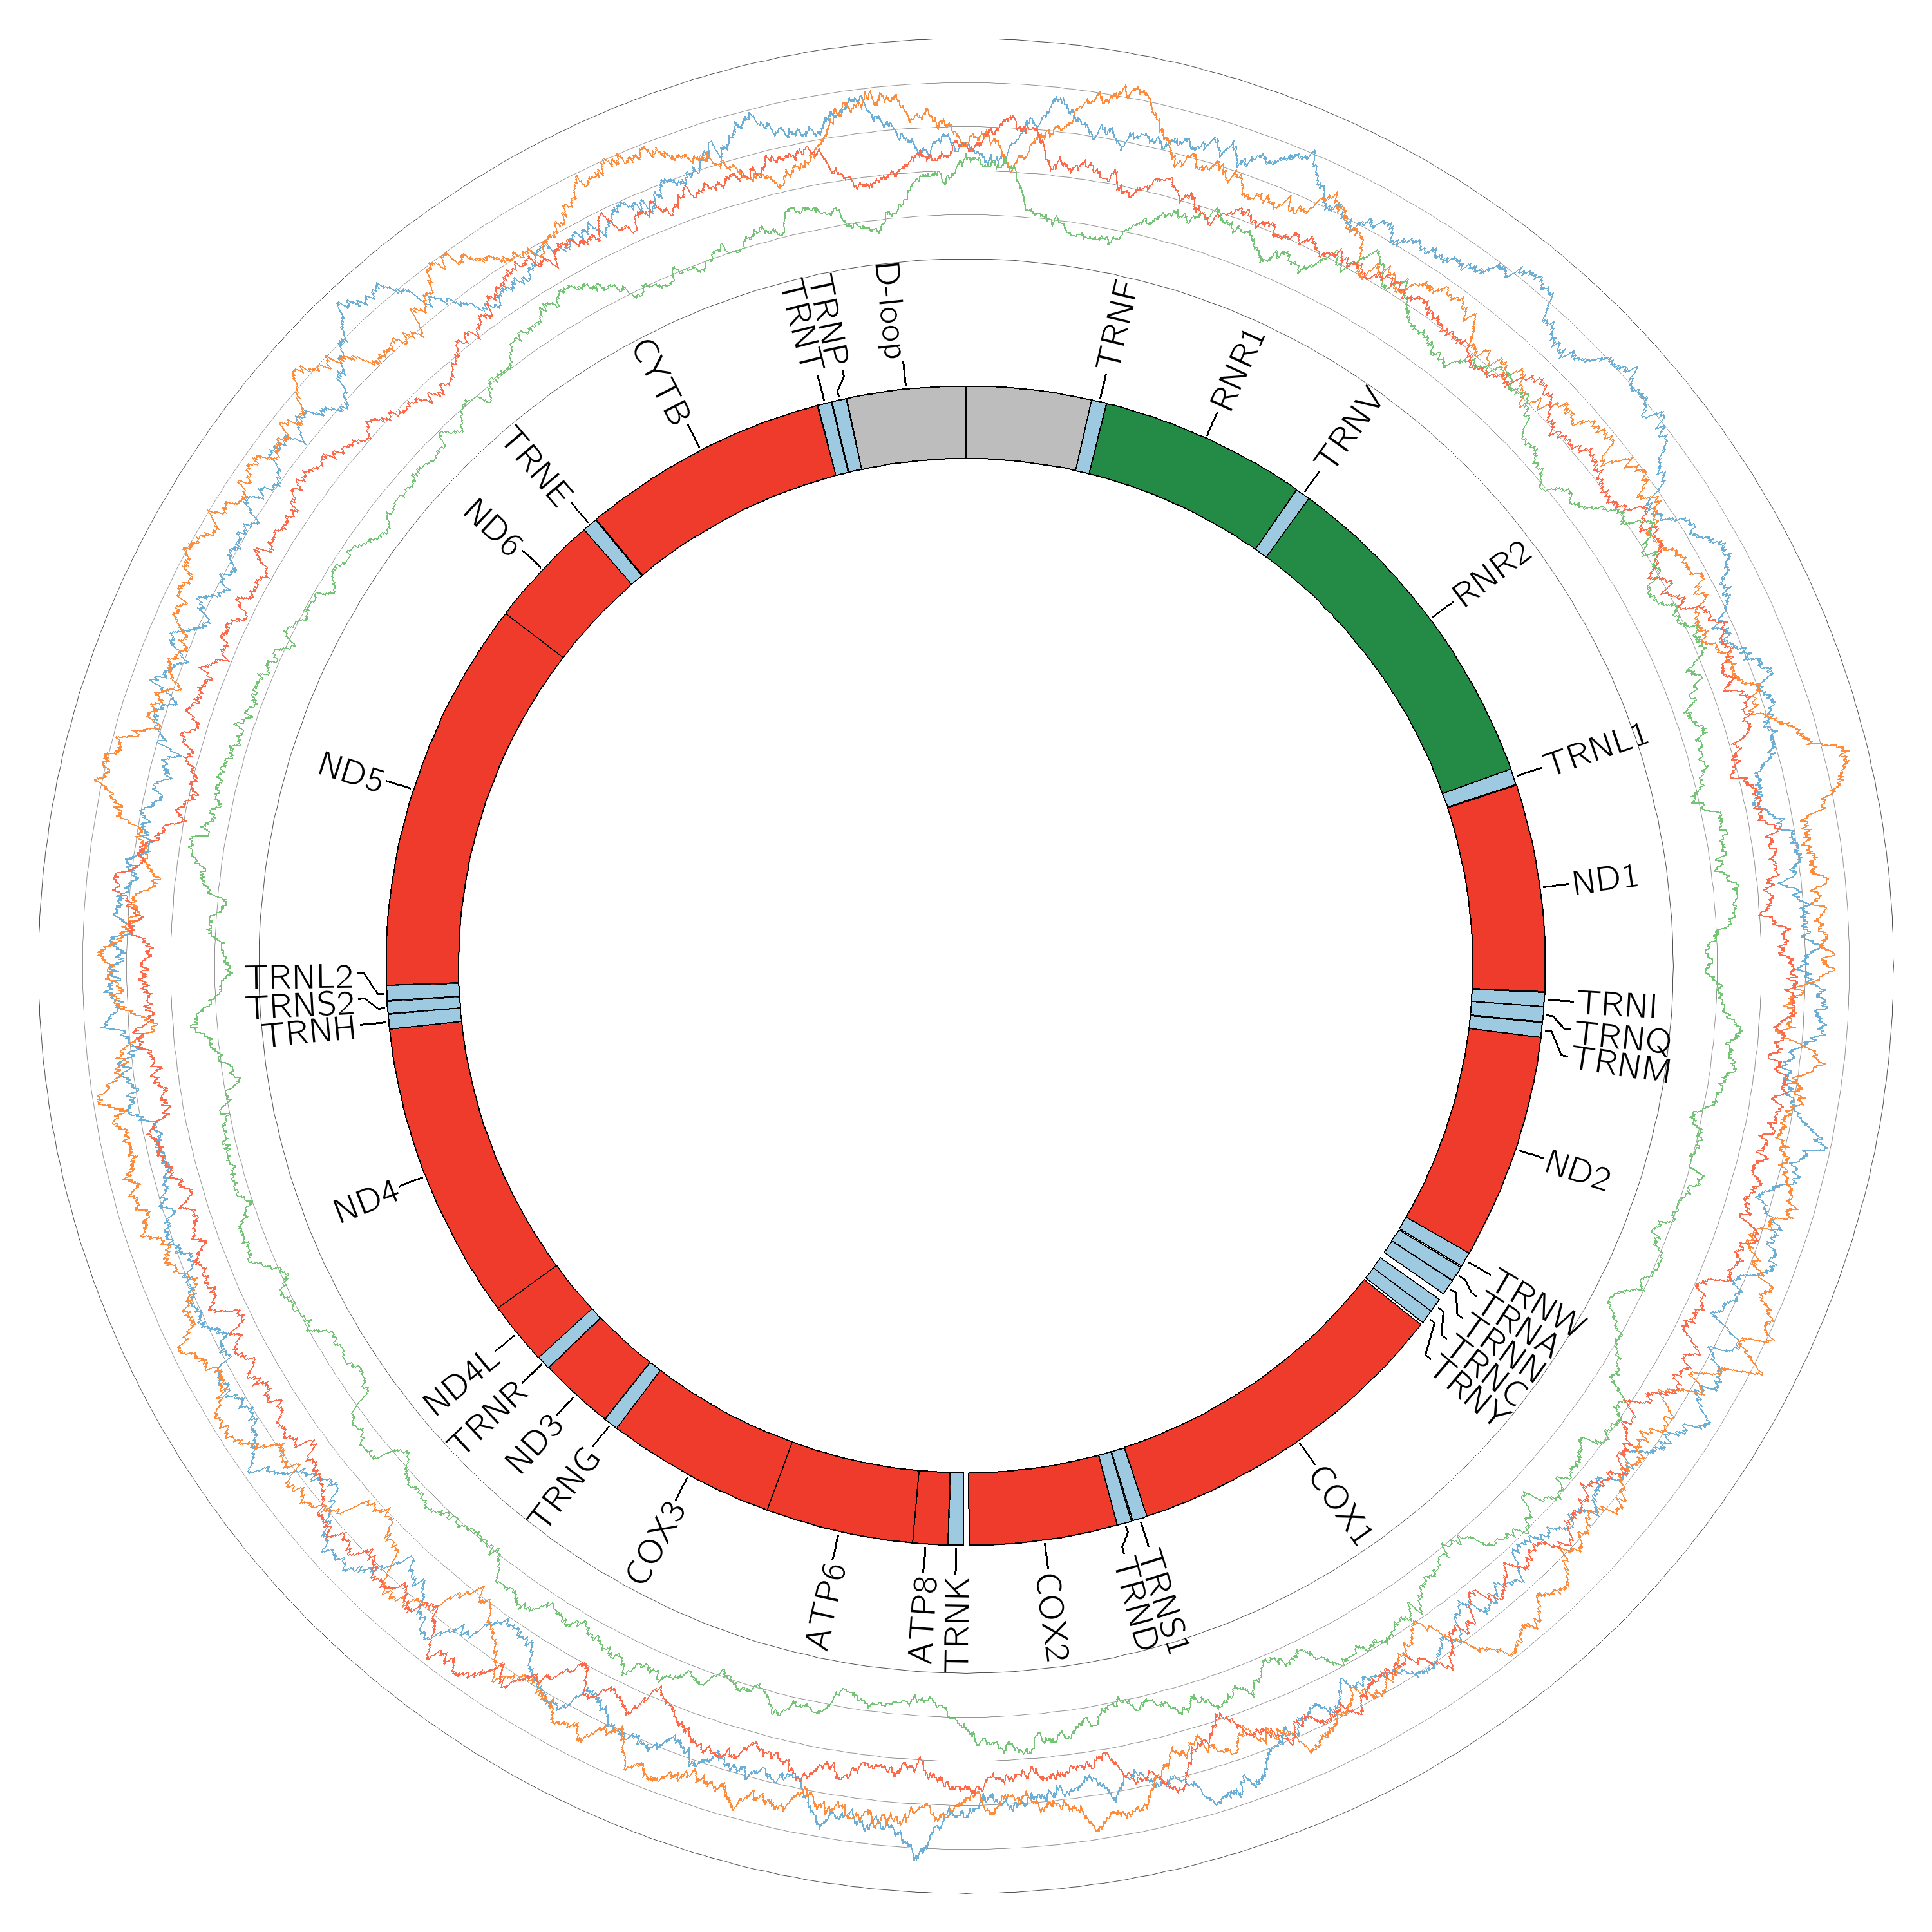 D-loop
TRNF
RNR1
TRNV
RNR2
TRNL1
ND1
TRNI
TRNQ
TRNM
ND2
TRNW
TRNA
TRNN
TRNC
TRNY
COX1
TRNS1
TRND
COX2
TRNK
ATP8
ATP6
COX3
TRNG
ND3
TRNR
ND4L
ND4
TRNH
TRNS2
TRNL2
ND5
ND6
TRNE
CYTB
TRNT
TRNP